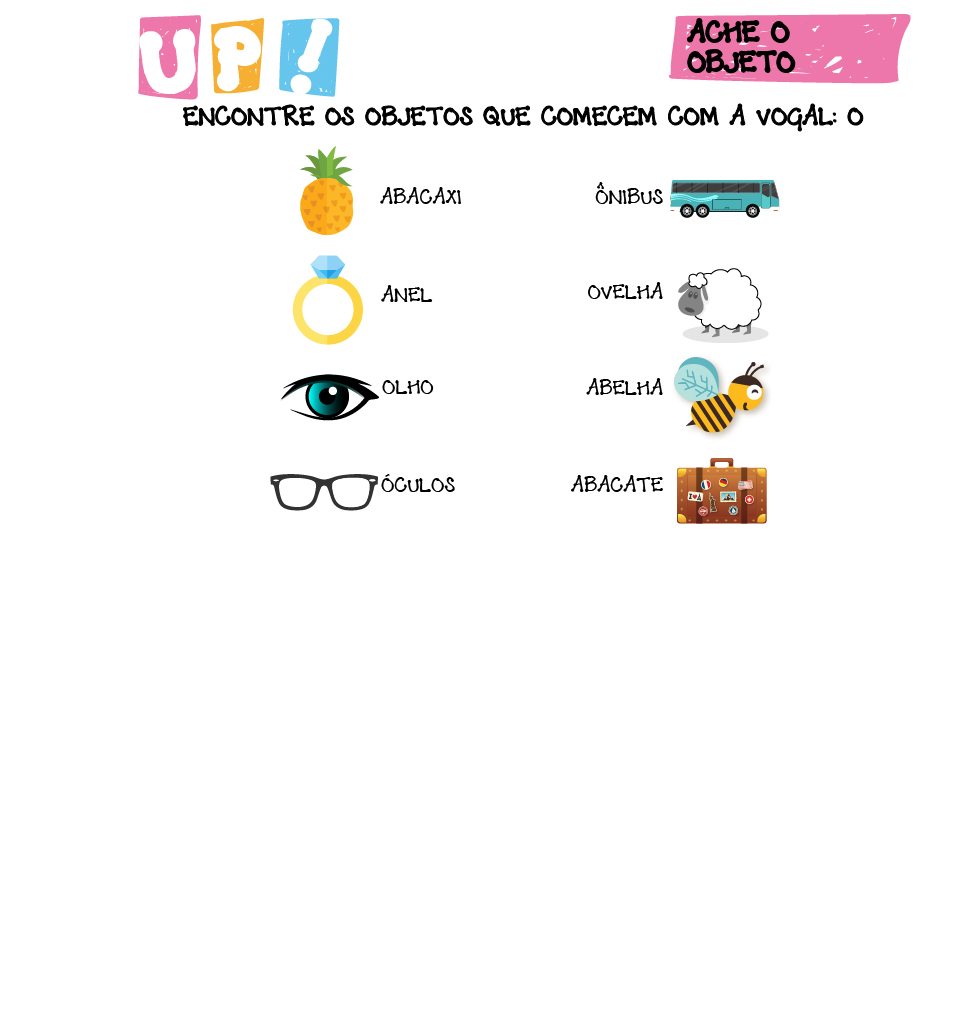 UP!
ACHE O
OBJETO
ENCONTRE OS OBJETOS QUE COMECEM COM A VOGAL: O
ABACAXI
ÔNIBUS
ANEL
OVELHA
OLHO
ABELHA
ÓCULOS
ABACATE